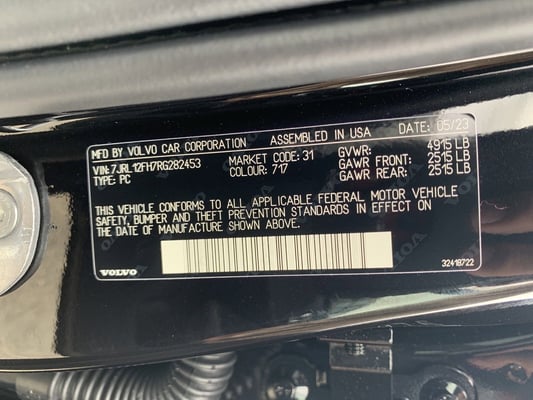 MFD BY VOLVO CAR CORPORATION ASSEMBLED IN USA DATE: 05/23
VIN: 7JRL12FH7RG282453 MARKET CODE: 31 GVWR: 4915 LB
TYPE: PC COLOUR: 717 GAWR FRONT: 2515 LB
GAWR REAR: 2515 LB
THIS VEHICLE CONFORMS TO ALL APPLICABLE FEDERAL MOTOR VEHICLE
SAFETY, BUMPER AND THEFT PREVENTION STANDARDS IN EFFECT ON
THE DATE OF MANUFACTURE SHOWN ABOVE.
VOLVO 32418722